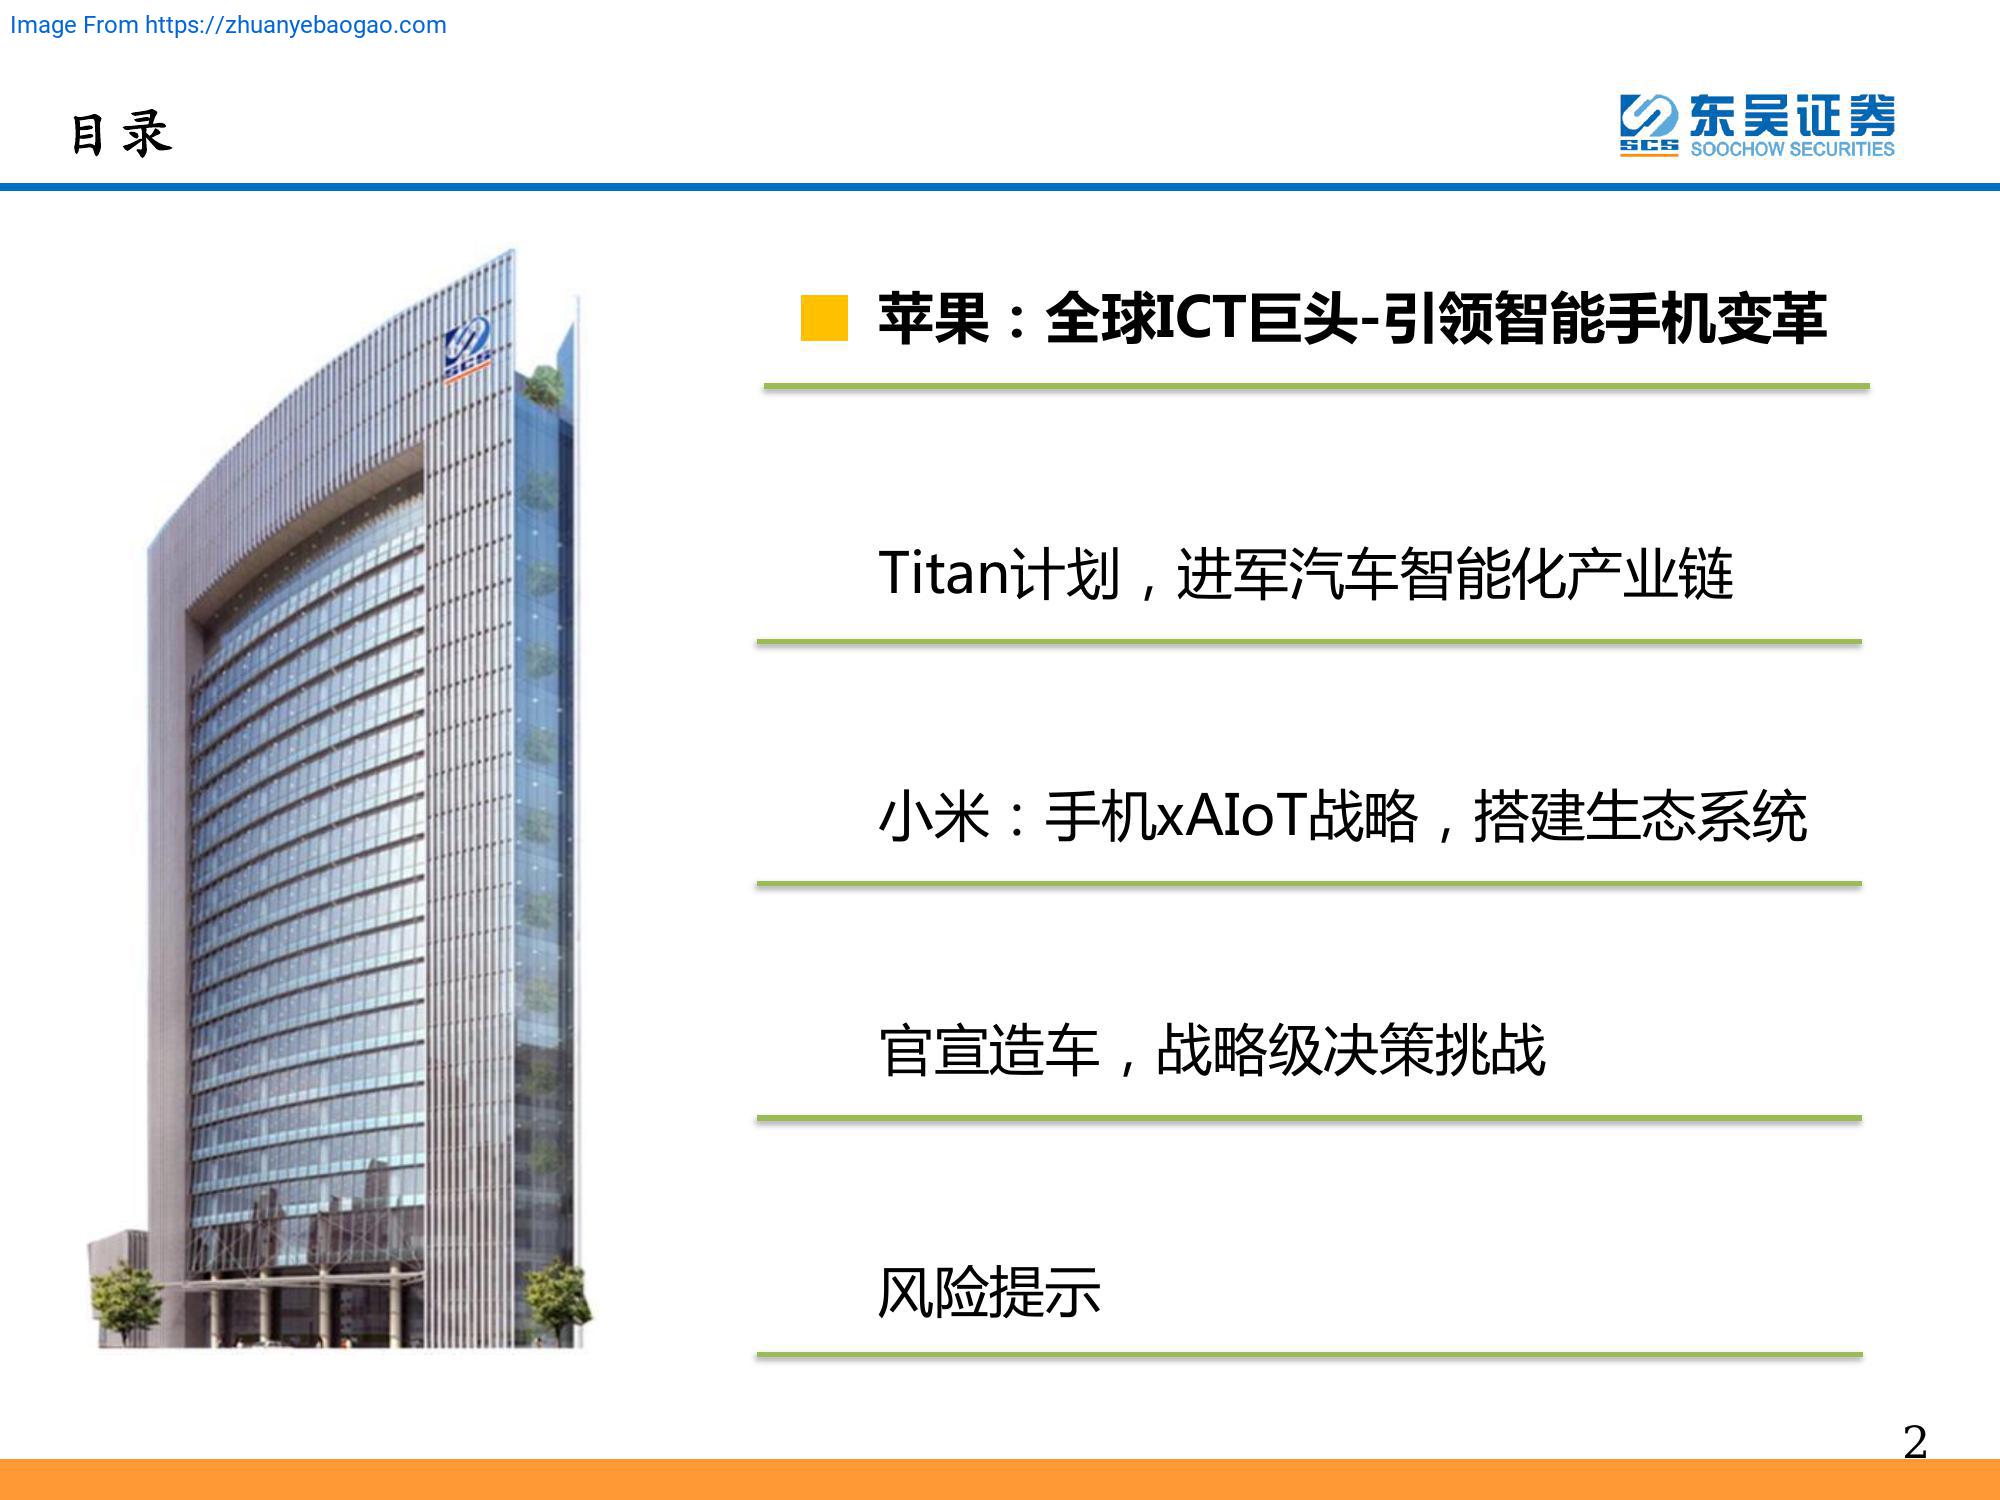 Image From https://zhuanyebaogao.com
目录
东吴证券
SCS
SOOCHOW SECURITIES
苹果：全球ICT巨头-引领智能手机变革
SCS
Titan计划，进军汽车智能化产业链
小米：手机xAIoT战略，搭建生态系统
官宣造车，战略级决策挑战
风险提示
2